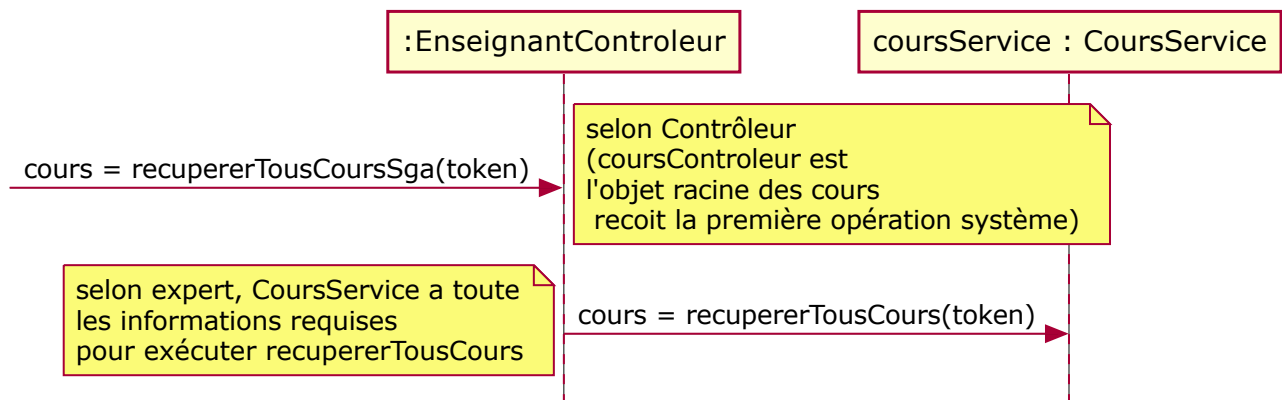 :EnseignantControleur
coursService : CoursService
selon Contrôleur
(coursControleur est
l'objet racine des cours
recoit la première opération système)
cours = recupererTousCoursSga(token)
selon expert, CoursService a toute
les informations requises
pour exécuter recupererTousCours
cours = recupererTousCours(token)